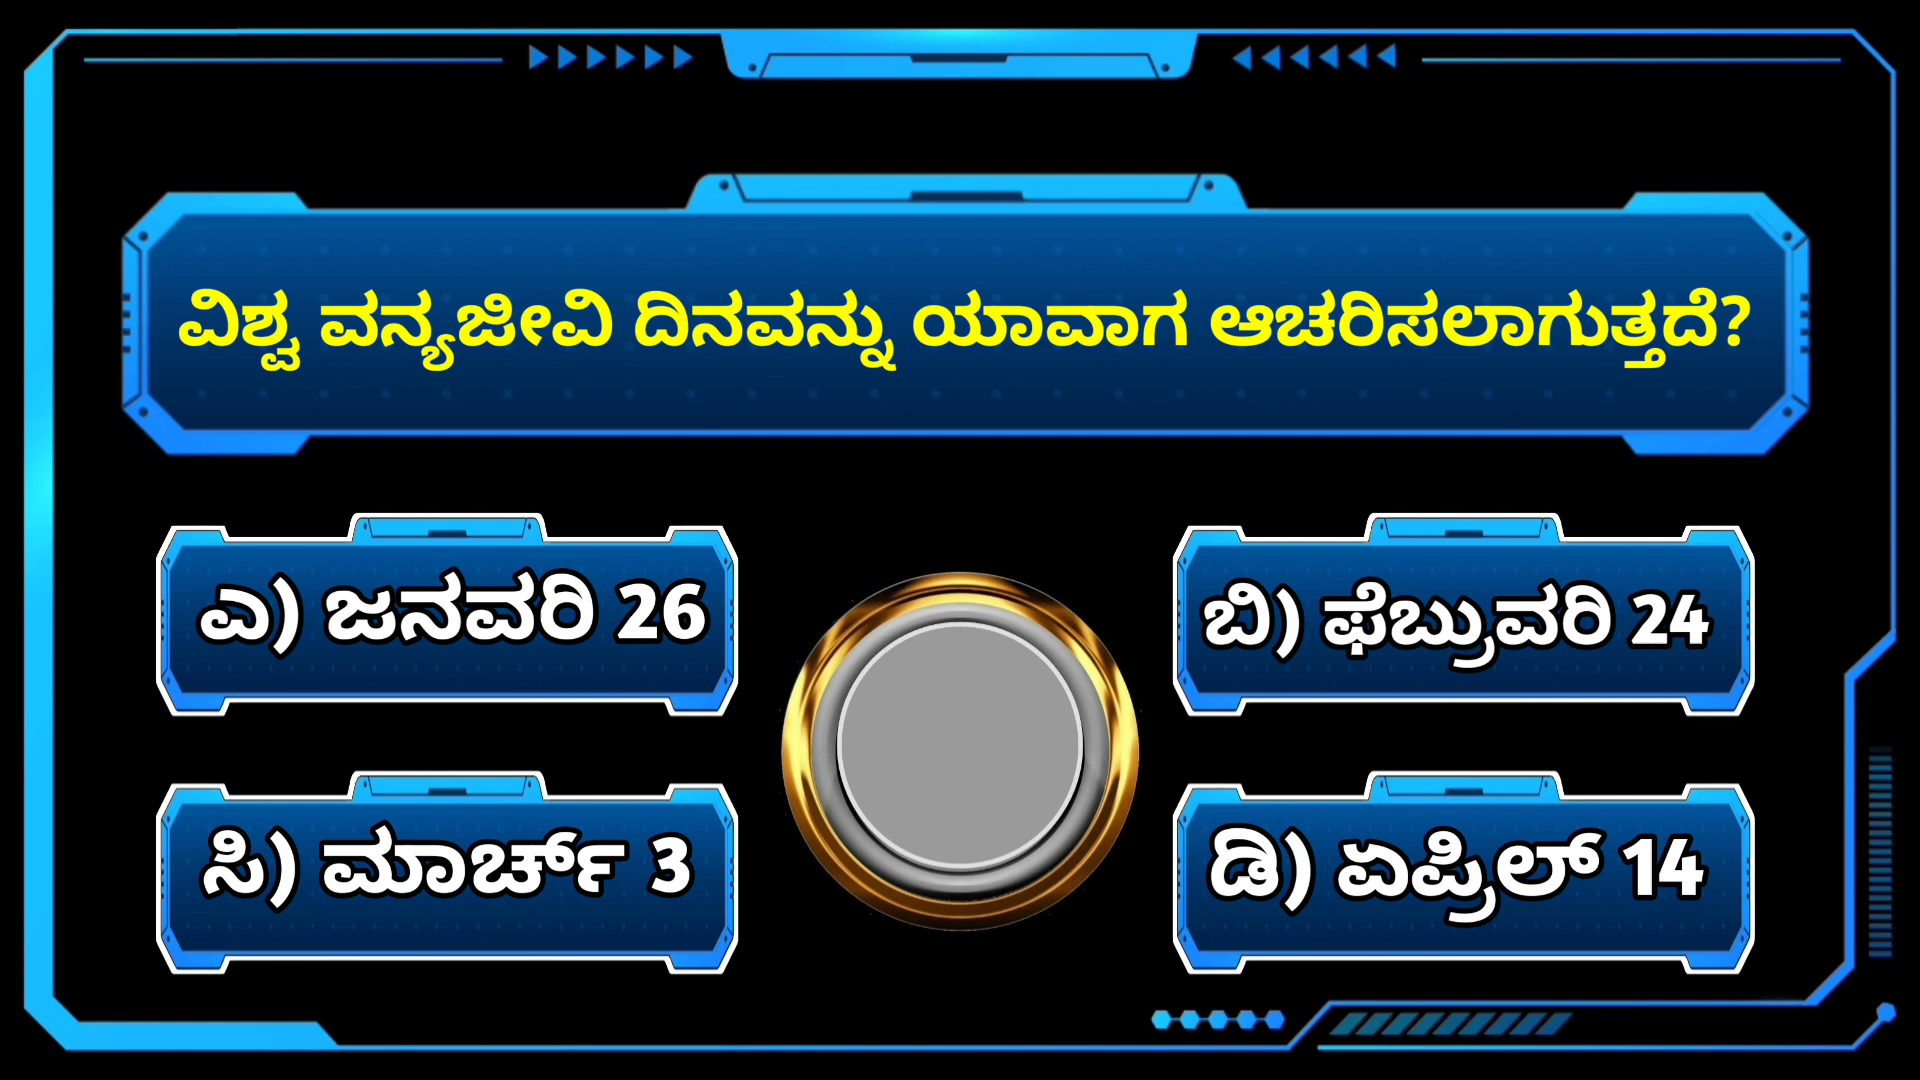 ವಿಶ್ವ ವನ್ಯಜೀವಿ ದಿನವನ್ನು ಯಾವಾಗ ಆಚರಿಸಲಾಗುತ್ತದೆ?
ಎ) ಜನವರಿ 26
ಬಿ) ಫೆಬ್ರುವರಿ 24
ಸಿ) ಮಾರ್ಚ್ 3
ಡಿ) ಏಪ್ರಿಲ್ 14